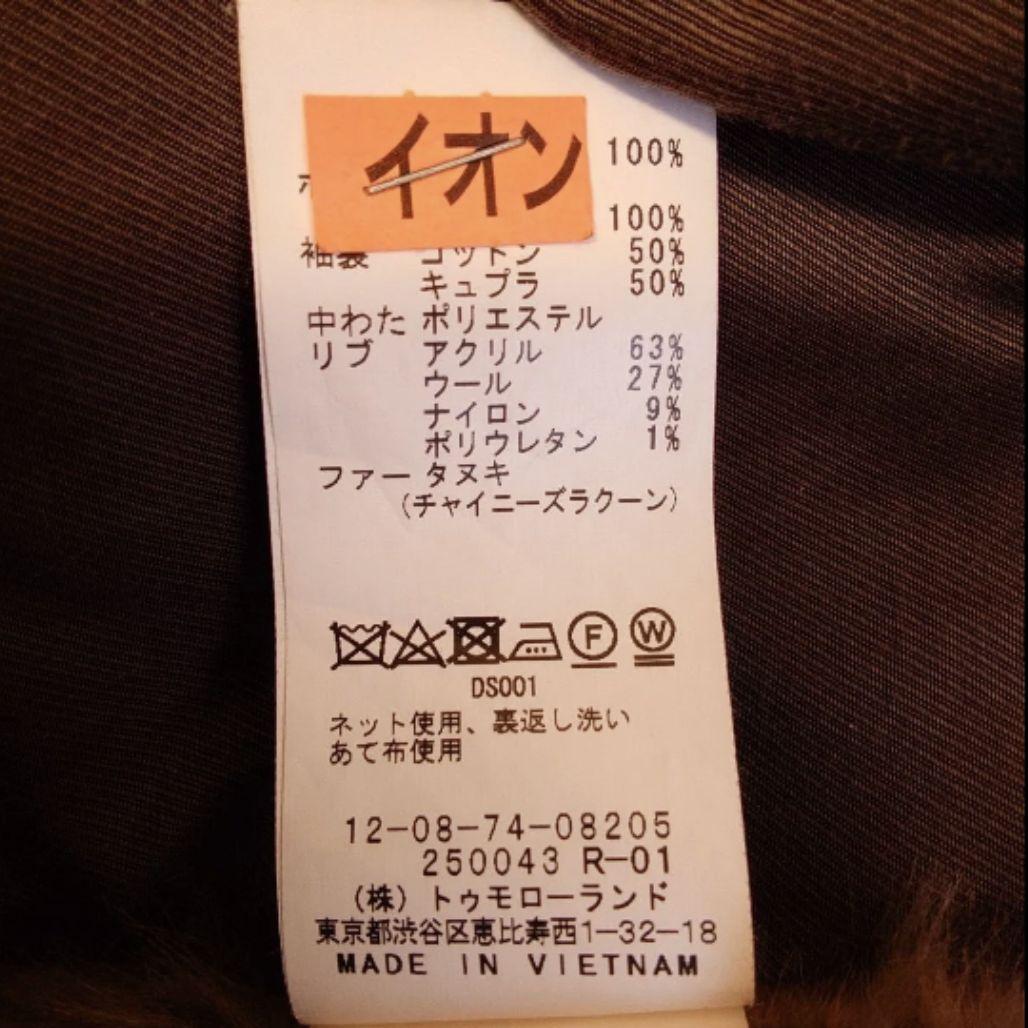 イオン
100%
100%
袖裏 コットン 50%
キュプラ 50%
中わた ポリエステル
リブ アクリル 63%
ウール 27%
ナイロン 9%
ポリウレタン 1%
ファー タヌキ
(チャイニーズラクーン)
F W
DS001
ネット使用、裏返し洗い
あて布使用
12-08-74-08205
250043 R-01
(株)トゥモローランド
東京都渋谷区恵比寿西1-32-18
MADE IN VIETNAM